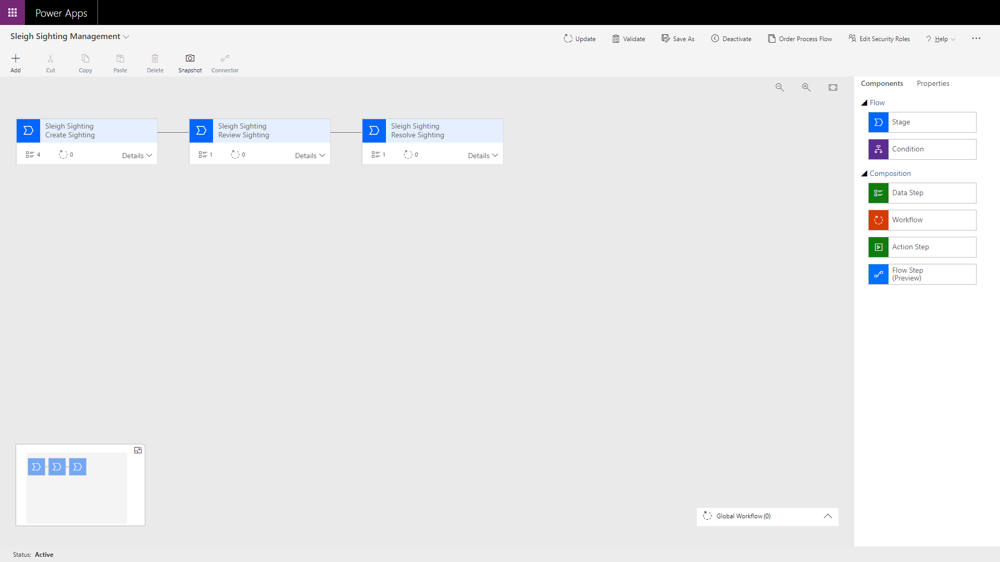 Power Apps
Sleigh Sighting Management
Update
Validate
Save As
Deactivate
Order Process Flow
Edit Security Roles
? Help
Add
Cut
Copy
Paste
Delete
Snapshot
Connector
Sleigh Sighting
Create Sighting
4
0
Details
Sleigh Sighting
Review Sighting
1
0
Details
Sleigh Sighting
Resolve Sighting
1
0
Details
Components
Properties
Flow
Stage
Condition
Composition
Data Step
Workflow
Action Step
Flow Step
(Preview)
Global Workflow (0)
Status: Active